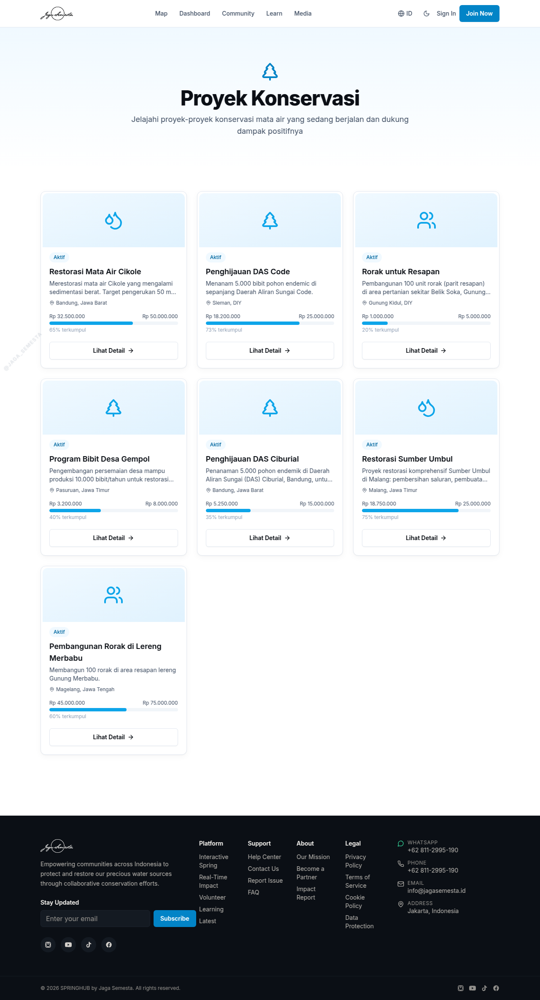 Jaga Semesta
Map
Dashboard
Community
Learn
Media
ID
Sign In
Join Now
Proyek Konservasi
Jelajahi proyek-proyek konservasi mata air yang sedang berjalan dan dukung
dampak positifnya
Aktif
Restorasi Mata Air Cikole
Merestorasi mata air Cikole yang mengalami
sedimentasi berat. Target pengerukan 50 m...
Bandung, Jawa Barat
Rp 32.500.000
Rp 50.000.000
65% terkumpul
Lihat Detail
Aktif
Penghijauan DAS Code
Menanam 5.000 bibit pohon endemic di
sepanjang Daerah Aliran Sungai Code.
Sleman, DIY
Rp 18.200.000
Rp 25.000.000
73% terkumpul
Lihat Detail
Aktif
Rorak untuk Resapan
Pembangunan 100 unit rorak (parit resapan)
di area pertanian sekitar Belik Soka, Gunung...
Gunung Kidul, DIY
Rp 1.000.000
Rp 5.000.000
20% terkumpul
Lihat Detail
@JAGA_SEMESTA
Aktif
Program Bibit Desa Gempol
Pengembangan persemaian desa mampu
produksi 10.000 bibit/tahun untuk restorasi...
Pasuruan, Jawa Timur
Rp 3.200.000
Rp 8.000.000
40% terkumpul
Lihat Detail
Aktif
Penghijauan DAS Ciburial
Penanaman 5.000 pohon endemik di Daerah
Aliran Sungai (DAS) Ciburial, Bandung, untu...
Bandung, Jawa Barat
Rp 5.250.000
Rp 15.000.000
35% terkumpul
Lihat Detail
Aktif
Restorasi Sumber Umbul
Proyek restorasi komprehensif Sumber Umbul
di Malang: pembersihan saluran, pembuata...
Malang, Jawa Timur
Rp 18.750.000
Rp 25.000.000
75% terkumpul
Lihat Detail
Aktif
Pembangunan Rorak di Lereng
Merbabu
Membangun 100 rorak di area resapan lereng
Gunung Merbabu.
Magelang, Jawa Tengah
Rp 45.000.000
Rp 75.000.000
60% terkumpul
Lihat Detail
Jaga Semesta
Empowering communities across Indonesia to
protect and restore our precious water sources
through collaborative conservation efforts.
Stay Updated
Enter your email
Subscribe
Platform
Interactive
Spring
Real-Time
Impact
Volunteer
Learning
Latest
Support
Help Center
Contact Us
Report Issue
FAQ
About
Our Mission
Become a
Partner
Impact
Report
Legal
Privacy
Policy
Terms of
Service
Cookie
Policy
Data
Protection
WHATSAPP
+62 811-2995-190
PHONE
+62 811-2995-190
EMAIL
info@jagasemesta.id
ADDRESS
Jakarta, Indonesia
© 2026 SPRINGHUB by Jaga Semesta. All rights reserved.